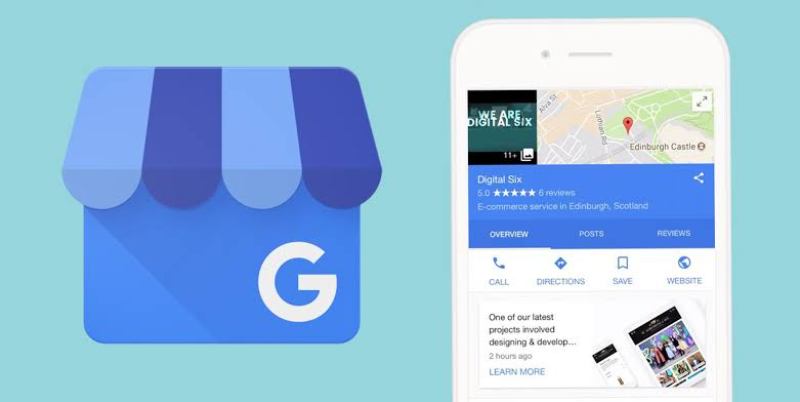 G
WE ARE
DIGITAL SIX
11+
Alva St
Lothian Rd
Edinburgh Castle
Digital Six
5.0 ★★★★★ 6 reviews
E-commerce service in Edinburgh, Scotland
OVERVIEW POSTS REVIEWS
CALL DIRECTIONS SAVE WEBSITE
One of our latest
projects involved
designing & develop...
2 hours ago
LEARN MORE